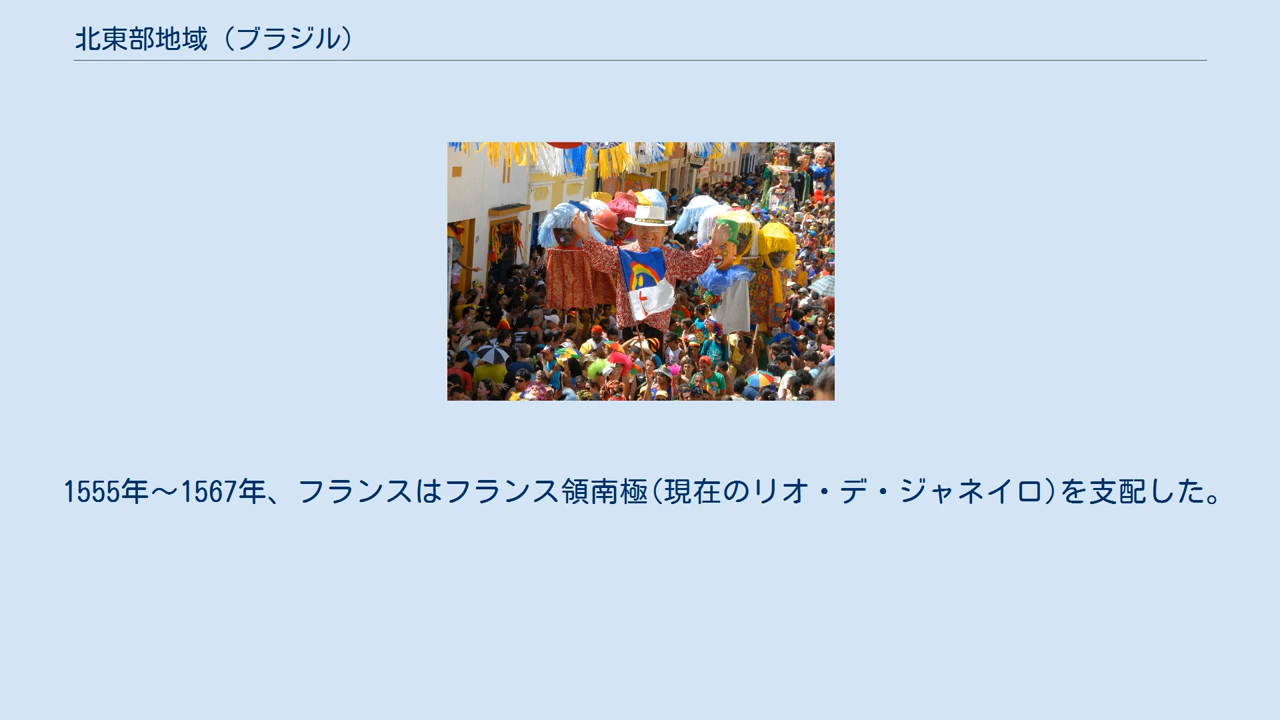 北東部地域（ブラジル）
1555年～1567年、フランスはフランス領南極(現在のリオ・デ・ジャネイロ)を支配した。